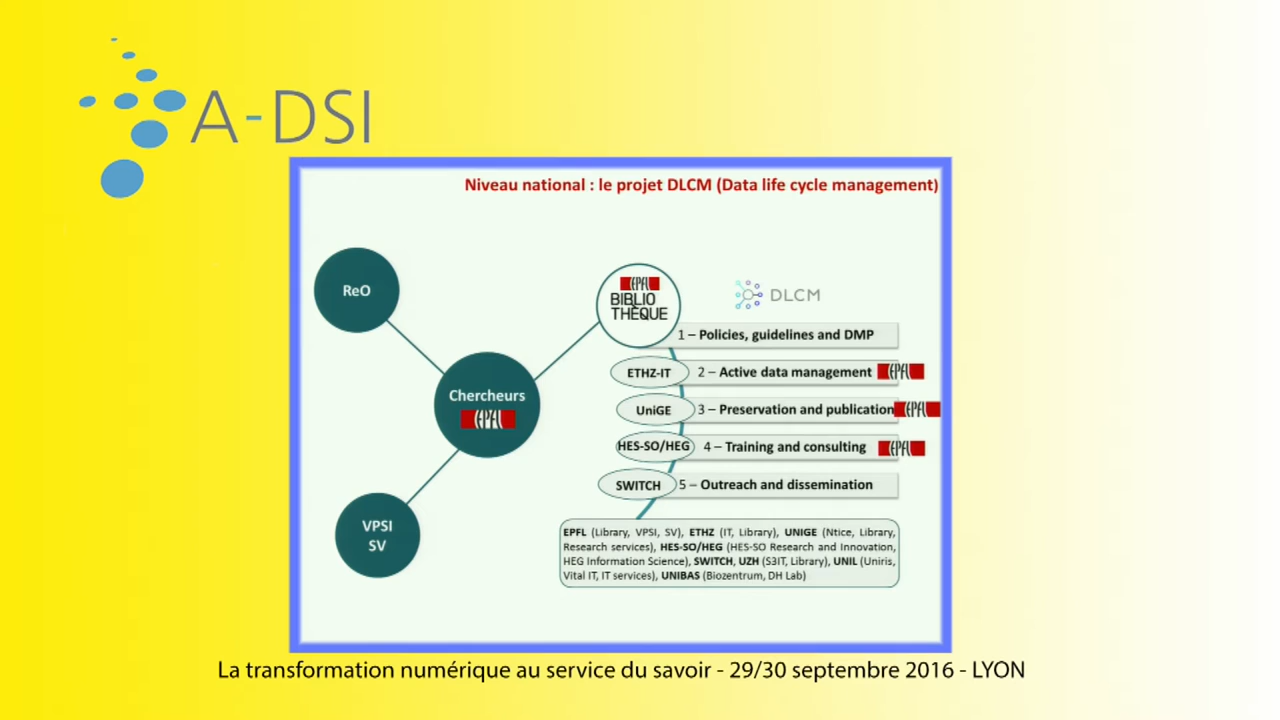 A-DSI
Niveau national : le projet DLCM (Data life cycle management)
ReO
EPFL
BIBLIO
THÈQUE
DLCM
1 – Policies, guidelines and DMP
ETHZ-IT
2 – Active data management
EPFL
Chercheurs
EPFL
UniGE
3 – Preservation and publication
EPFL
HES-SO/HEG
4 – Training and consulting
EPFL
SWITCH
5 – Outreach and dissemination
VPSI
SV
EPFL (Library, VPSI, SV), ETHZ (IT, Library), UNIGE (Ntice, Library,
Research services), HES-SO/HEG (HES-SO Research and Innovation,
HEG Information Science), SWITCH, UZH (S3IT, Library), UNIL (Uniris,
Vital IT, IT services), UNIBAS (Biozentrum, DH Lab)
La transformation numérique au service du savoir - 29/30 septembre 2016 - LYON